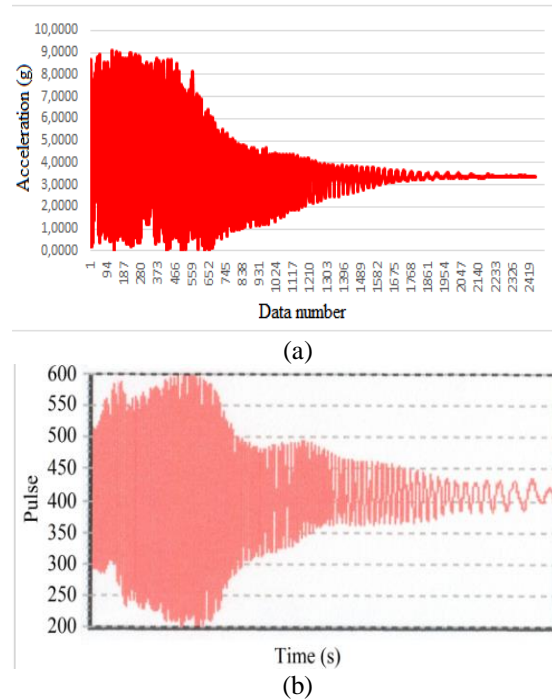 10,0000
9,0000
8,0000
7,0000
6,0000
5,0000
4,0000
3,0000
2,0000
1,0000
0,0000
Acceleration (g)
1 94 187 280 373 466 559 652 745 838 931 1024 1117 1210 1303 1396 1489 1582 1675 1768 1861 1954 2047 2140 2233 2326 2419
Data number
(a)
600
550
500
450
400
350
300
250
200
Pulse
Time (s)
(b)